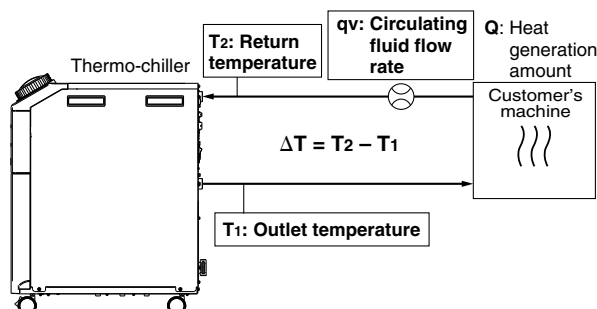 Thermo-chiller
T2: Return
temperature
qv: Circulating
fluid flow
rate
Q: Heat
generation
amount
Customer's
machine
ΔT = T2 – T1
T1: Outlet temperature